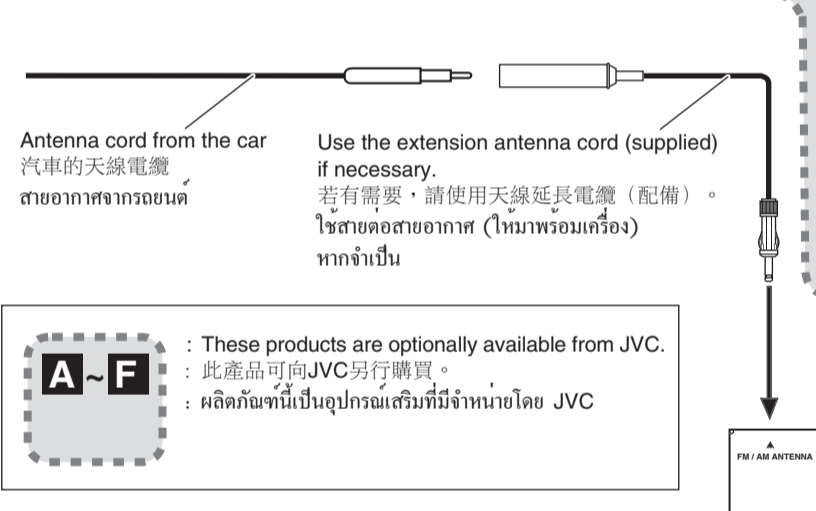 Antenna cord from the car
汽車的天線電纜
สายอากาศจากรถยนต์
Use the extension antenna cord (supplied)
if necessary.
若有需要，請使用天線延長電纜（配備）。
ใช้สายต่อสายอากาศ (ให้มาพร้อมเครื่อง)
หากจำเป็น
A ~ F
: These products are optionally available from JVC.
: 此產品可向JVC另行購買。
: ผลิตภัณฑ์นี้เป็นอุปกรณ์เสริมที่มีจำหน่ายโดย JVC
FM / AM ANTENNA